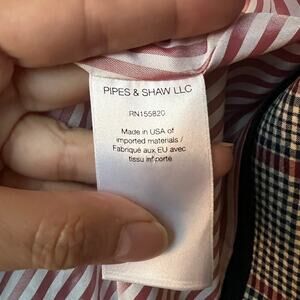 PIPES & SHAW LLC
RN155820
Made in USA of
imported materials /
Fabriqué aux EU avec
tissu importé